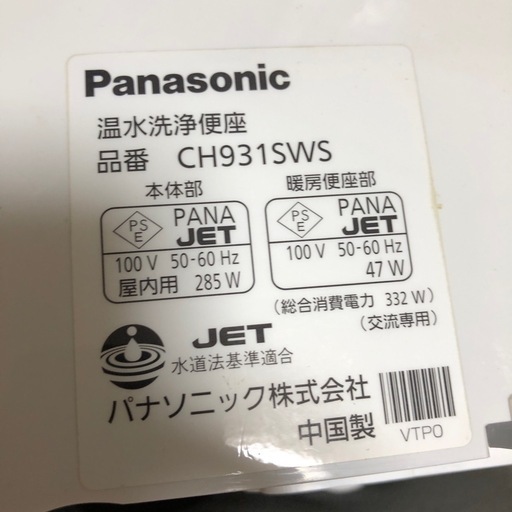 Panasonic
温水洗浄便座
品番 CH931SWS
本体部
PS E PANA JET
100 V 50-60 Hz
屋内用 285 W
暖房便座部
PS E PANA JET
100 V 50-60 Hz
47 W
（総合消費電力 332 W）
（交流専用）
JET
水道法基準適合
パナソニック株式会社
中国製
VTPO